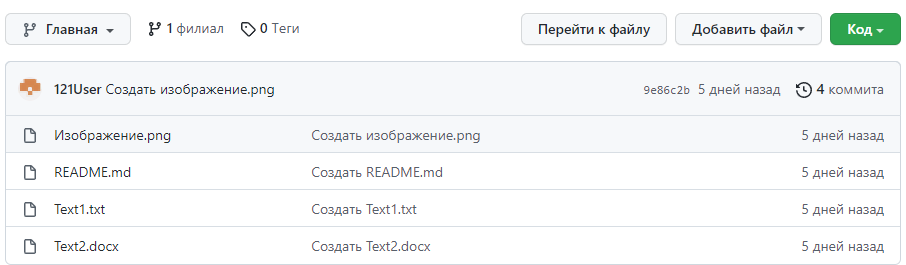 Главная 1 филиал 0 Теги Перейти к файлу Добавить файл Код
121User Создать изображение.png 9e86c2b 5 дней назад 4 коммита
Изображение.png Создать изображение.png 5 дней назад
README.md Создать README.md 5 дней назад
Text1.txt Создать Text1.txt 5 дней назад
Text2.docx Создать Text2.docx 5 дней назад